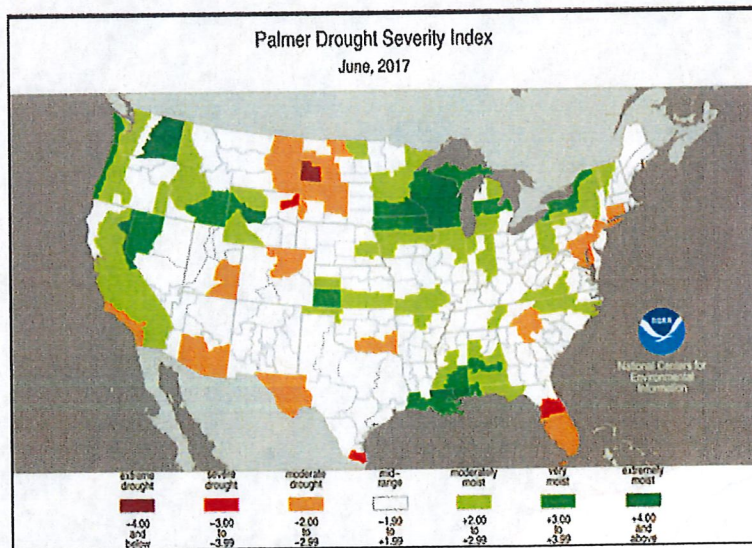 Palmer Drought Severity Index
June, 2017
NOAA
National Centers for
Environmental
Information
extreme drought
severe drought
moderate drought
mid-range
moderately moist
very moist
extremely moist
-4.00 and below
-3.00 to -3.99
-2.00 to -2.99
-1.99 to +1.99
+2.00 to +2.99
+3.00 to +3.99
+4.00 and above